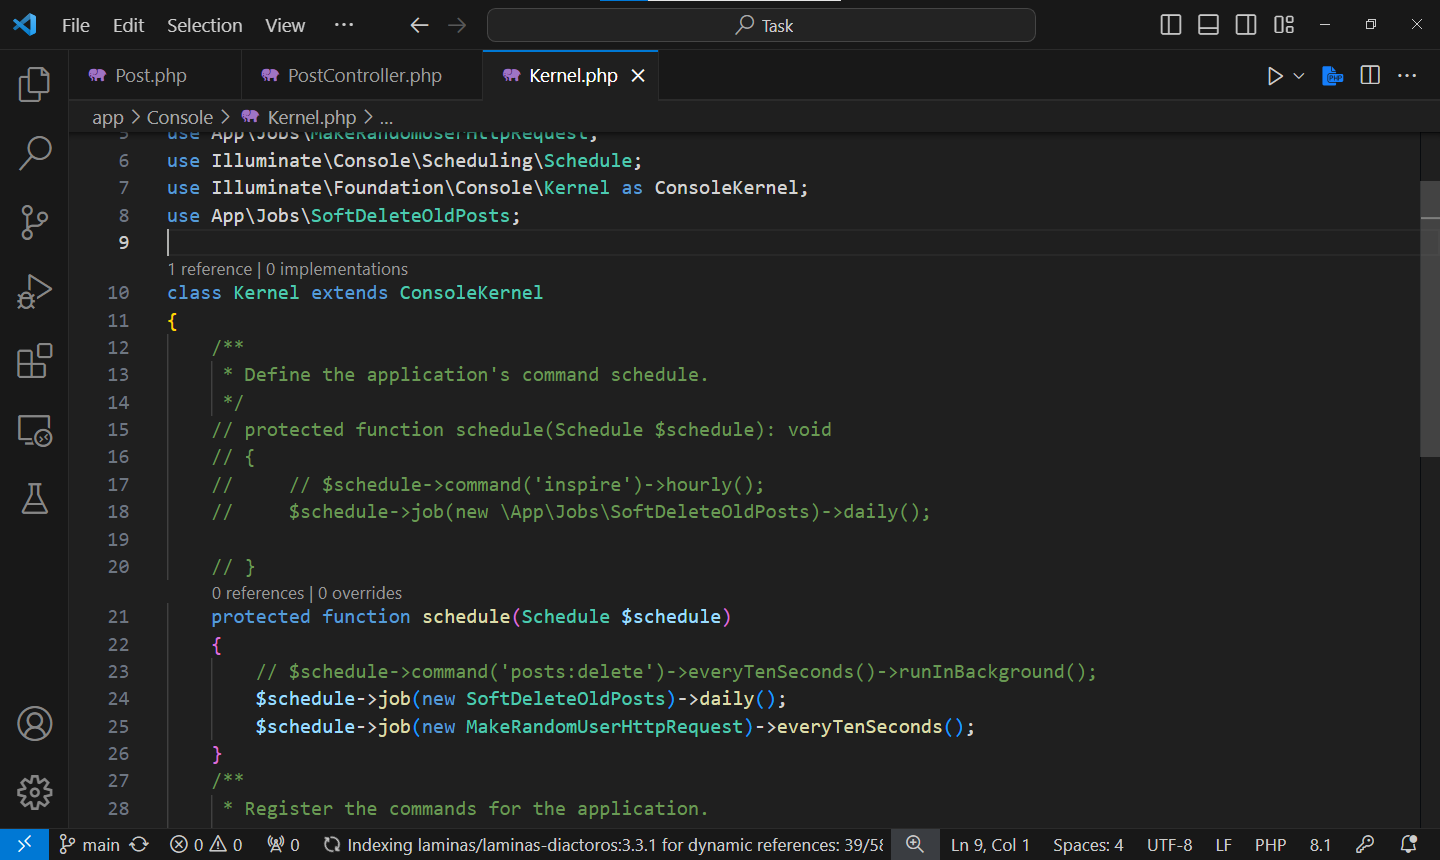 File Edit Selection View ··· Task
Post.php PostController.php Kernel.php
app > Console > Kernel.php > ...
5 use App\Jobs\MakeRandomUserHttpRequest;
6 use Illuminate\Console\Scheduling\Schedule;
7 use Illuminate\Foundation\Console\Kernel as ConsoleKernel;
8 use App\Jobs\SoftDeleteOldPosts;
9
1 reference | 0 implementations
10 class Kernel extends ConsoleKernel
11 {
12 /**
13 * Define the application's command schedule.
14 */
15 // protected function schedule(Schedule $schedule): void
16 // {
17 // // $schedule->command('inspire')->hourly();
18 // $schedule->job(new \App\Jobs\SoftDeleteOldPosts)->daily();
19
20 // }
0 references | 0 overrides
21 protected function schedule(Schedule $schedule)
22 {
23 // $schedule->command('posts:delete')->everyTenSeconds()->runInBackground();
24 $schedule->job(new SoftDeleteOldPosts)->daily();
25 $schedule->job(new MakeRandomUserHttpRequest)->everyTenSeconds();
26 }
27 /**
28 * Register the commands for the application.
main 0 0 0 Indexing laminas/laminas-diactoros:3.3.1 for dynamic references: 39/58 Ln 9, Col 1 Spaces: 4 UTF-8 LF PHP 8.1